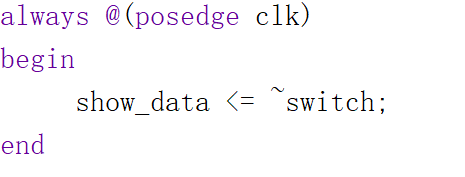 always @(posedge clk)
begin
     show_data <= ~switch;
end